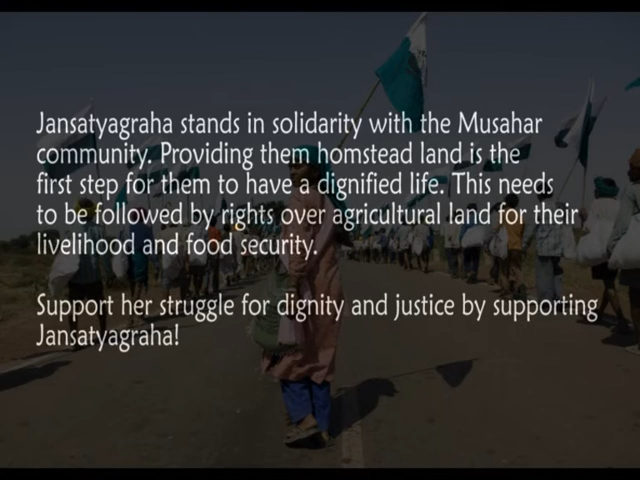 Jansatyagraha stands in solidarity with the Musahar
community. Providing them homstead land is the
first step for them to have a dignified life. This needs
to be followed by rights over agricultural land for their
livelihood and food security.
Support her struggle for dignity and justice by supporting
Jansatyagraha!